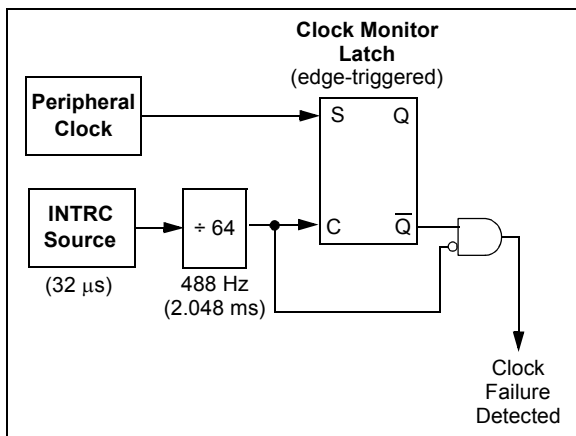 Clock Monitor
Latch
(edge-triggered)
Peripheral
Clock
S
Q
INTRC
Source
(32 μs)
÷ 64
488 Hz
(2.048 ms)
C
Q̅
Clock
Failure
Detected